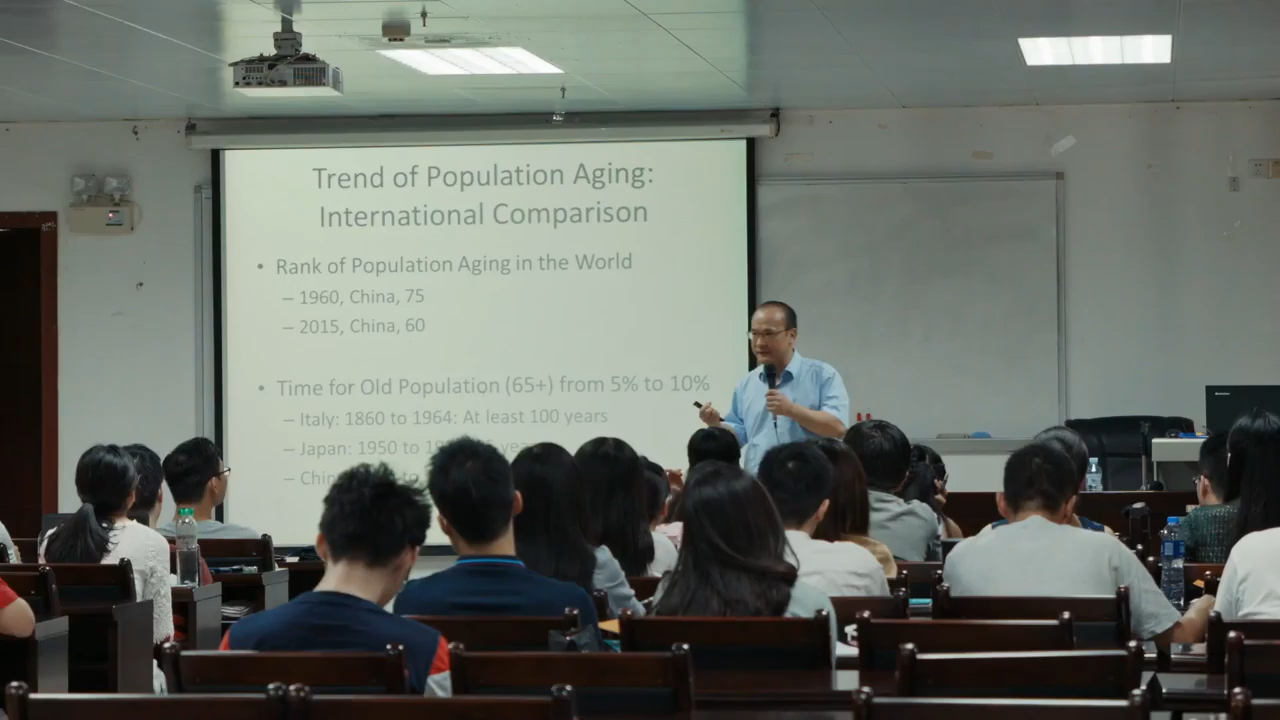 Trend of Population Aging:
International Comparison
• Rank of Population Aging in the World
– 1960, China, 75
– 2015, China, 60
• Time for Old Population (65+) from 5% to 10%
– Italy: 1860 to 1964: At least 100 years
– Japan: 1950 to